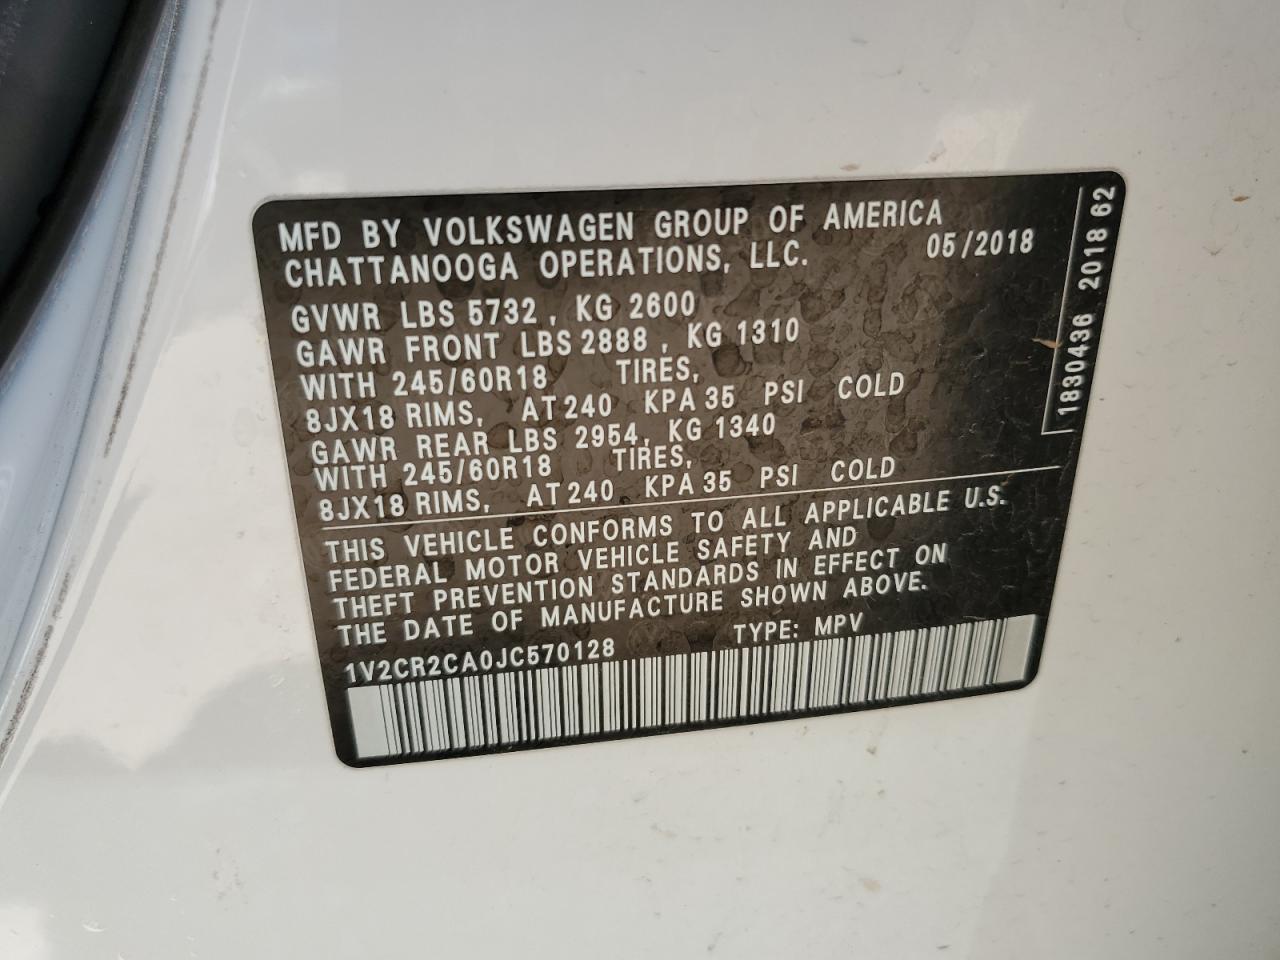 MFD BY VOLKSWAGEN GROUP OF AMERICA
CHATTANOOGA OPERATIONS, LLC. 05/2018
GVWR LBS 5732, KG 2600
GAWR FRONT LBS 2888, KG 1310
WITH 245/60R18 TIRES,
8JX18 RIMS, AT 240 KPA 35 PSI COLD
GAWR REAR LBS 2954, KG 1340
WITH 245/60R18 TIRES,
8JX18 RIMS, AT 240 KPA 35 PSI COLD
THIS VEHICLE CONFORMS TO ALL APPLICABLE U.S.
FEDERAL MOTOR VEHICLE SAFETY AND
THEFT PREVENTION STANDARDS IN EFFECT ON
THE DATE OF MANUFACTURE SHOWN ABOVE.
1V2CR2CA0JC570128 TYPE: MPV
1830436 2018 62